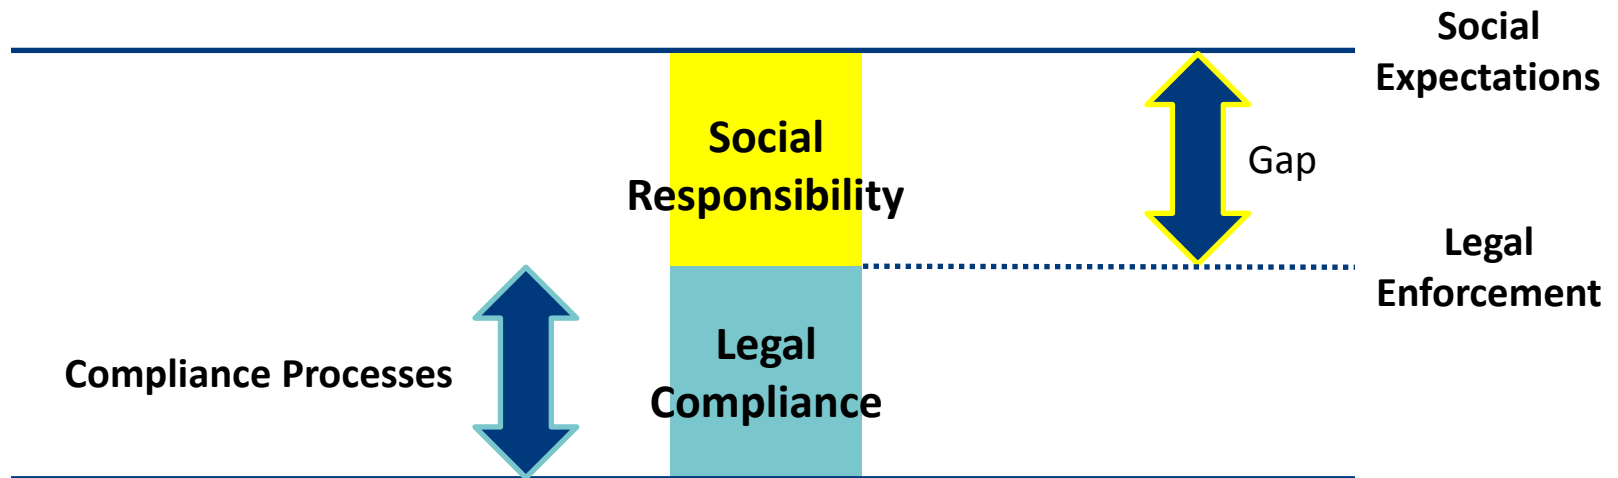 Social
Expectations
Social
Responsibility
Gap
Legal
Enforcement
Compliance Processes
Legal
Compliance